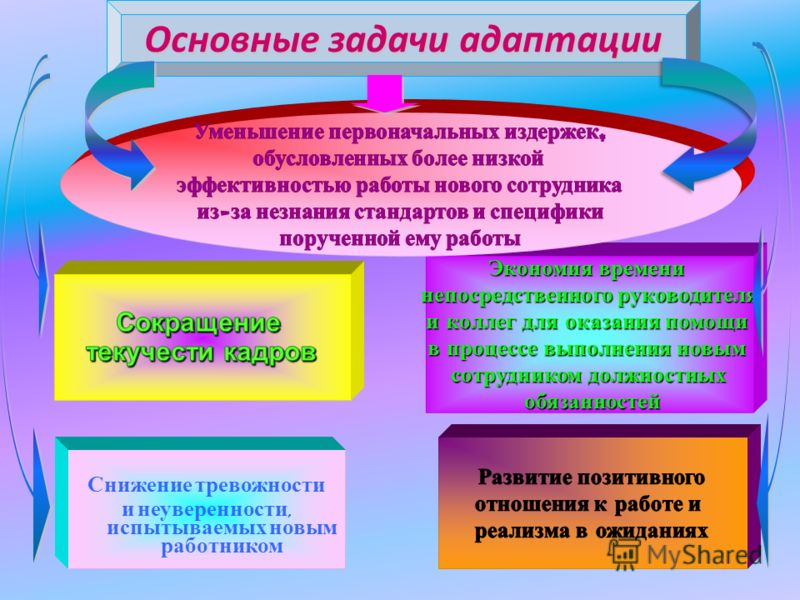 Основные задачи адаптации
Уменьшение первоначальных издержек,
обусловленных более низкой
эффективностью работы нового сотрудника
из-за незнания стандартов и специфики
порученной ему работы
Сокращение
текучести кадров
Экономия времени
непосредственного руководителя
и коллег для оказания помощи
в процессе выполнения новым
сотрудником должностных
обязанностей
Снижение тревожности
и неуверенности,
испытываемых новым
работником
Развитие позитивного
отношения к работе и
реализма в ожиданиях
MyShared